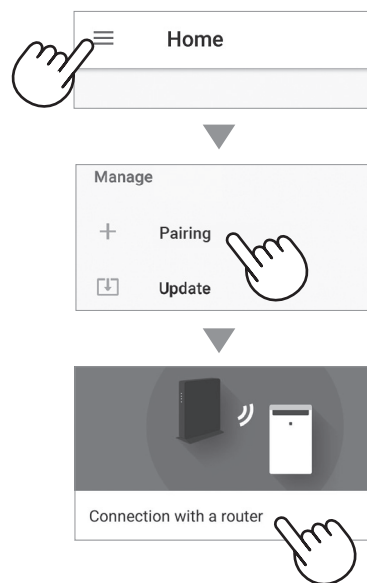 Home
Manage
Pairing
Update
Connection with a router